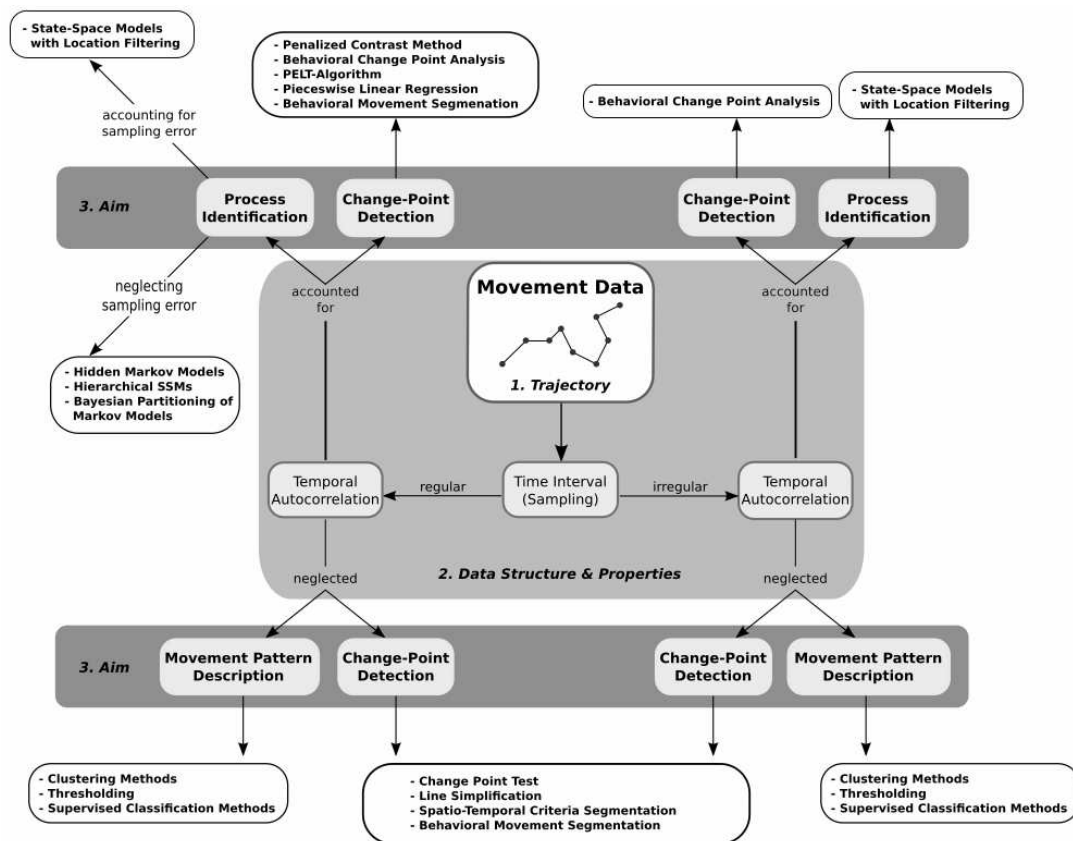 - State-Space Models
with Location Filtering
- Penalized Contrast Method
- Behavioral Change Point Analysis
- PELT-Algorithm
- Pieceswise Linear Regression
- Behavioral Movement Segmenation
- Behavioral Change Point Analysis
- State-Space Models
with Location Filtering
accounting for
sampling error
3. Aim
Process
Identification
Change-Point
Detection
Change-Point
Detection
Process
Identification
neglecting
sampling error
accounted
for
Movement Data
1. Trajectory
accounted
for
- Hidden Markov Models
- Hierarchical SSMs
- Bayesian Partitioning of
Markov Models
Temporal
Autocorrelation
regular
Time Interval
(Sampling)
irregular
Temporal
Autocorrelation
neglected
2. Data Structure & Properties
neglected
3. Aim
Movement Pattern
Description
Change-Point
Detection
Change-Point
Detection
Movement Pattern
Description
- Clustering Methods
- Thresholding
- Supervised Classification Methods
- Change Point Test
- Line Simplification
- Spatio-Temporal Criteria Segmentation
- Behavioral Movement Segmentation
- Clustering Methods
- Thresholding
- Supervised Classification Methods